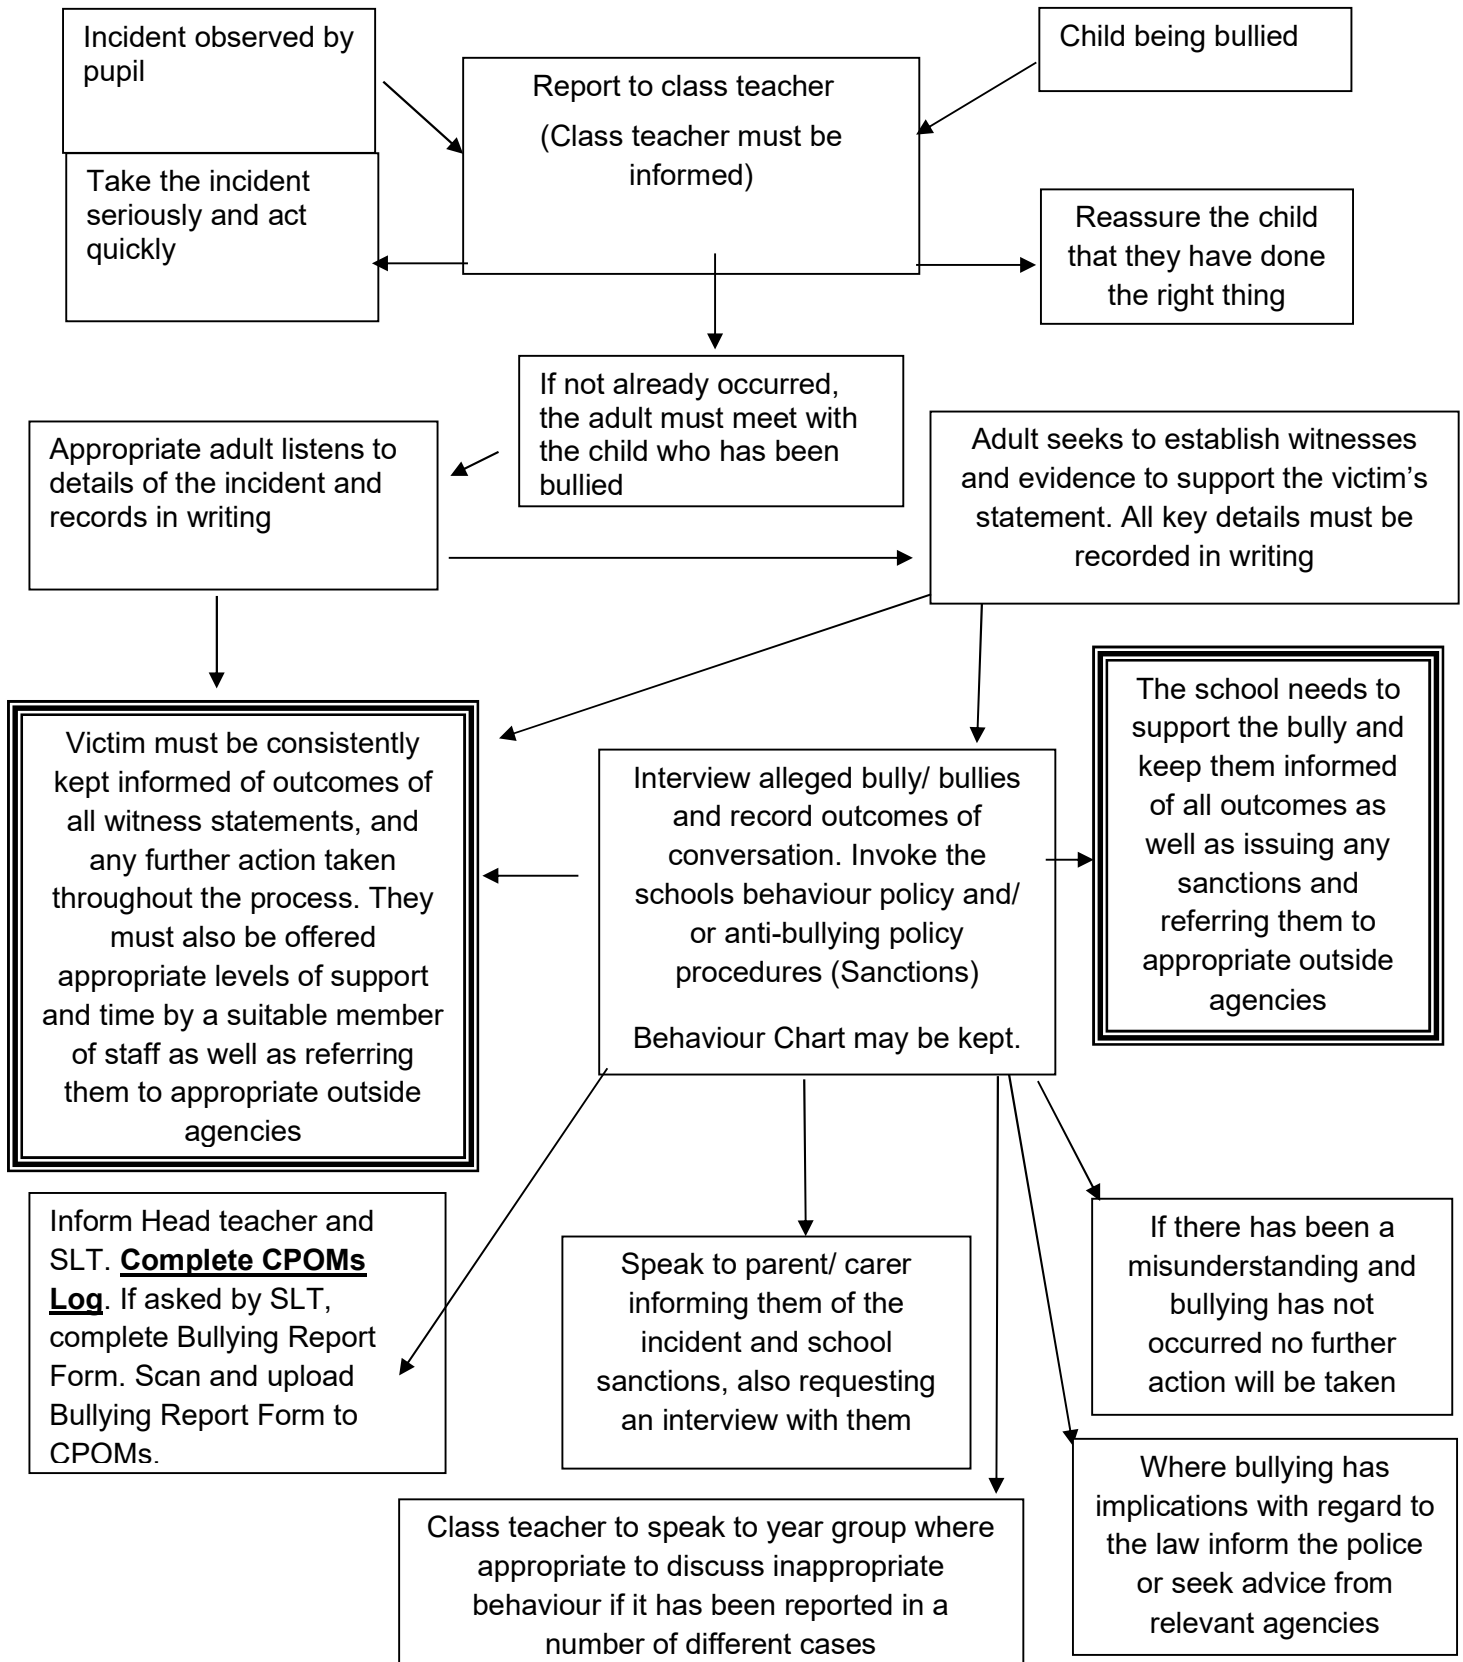 Incident observed by
pupil
Child being bullied
Report to class teacher
(Class teacher must be
informed)
Take the incident
seriously and act
quickly
Reassure the child
that they have done
the right thing
If not already occurred,
the adult must meet with
the child who has been
bullied
Appropriate adult listens to
details of the incident and
records in writing
Adult seeks to establish witnesses
and evidence to support the victim’s
statement. All key details must be
recorded in writing
Victim must be consistently
kept informed of outcomes of
all witness statements, and
any further action taken
throughout the process. They
must also be offered
appropriate levels of support
and time by a suitable member
of staff as well as referring
them to appropriate outside
agencies
Interview alleged bully/ bullies
and record outcomes of
conversation. Invoke the
schools behaviour policy and/
or anti-bullying policy
procedures (Sanctions)
Behaviour Chart may be kept.
The school needs to
support the bully and
keep them informed
of all outcomes as
well as issuing any
sanctions and
referring them to
appropriate outside
agencies
Inform Head teacher and
SLT. Complete CPOMs
Log. If asked by SLT,
complete Bullying Report
Form. Scan and upload
Bullying Report Form to
CPOMs.
Speak to parent/ carer
informing them of the
incident and school
sanctions, also requesting
an interview with them
If there has been a
misunderstanding and
bullying has not
occurred no further
action will be taken
Where bullying has
implications with regard to
the law inform the police
or seek advice from
relevant agencies
Class teacher to speak to year group where
appropriate to discuss inappropriate
behaviour if it has been reported in a
number of different cases